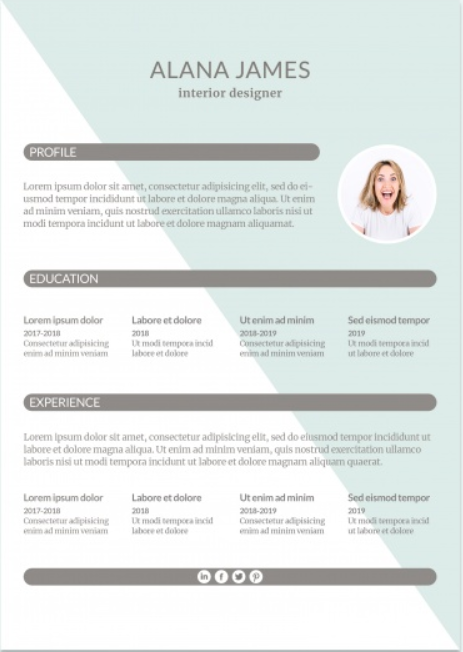 ALANA JAMES
interior designer
PROFILE
Lorem ipsum dolor sit amet, consectetur adipisicing elit, sed do ei-
usmod tempor incididunt ut labore et dolore magna aliqua. Ut enim
ad minim veniam, quis nostrud exercitation ullamco laboris nisi ut
modi tempora incidunt ut labore et dolore magnam aliquamat.
EDUCATION
Lorem ipsum dolor
2017-2018
Consectetur adipisicing
enim ad minim veniam
Labore et dolore
2018
Ut modi tempora incid
labore et dolore
Ut enim ad minim
2018-2019
Consectetur adipisicing
enim ad minim veniam
Sed eismod tempor
2019
Ut modi tempora incid
ut labore et dolore
EXPERIENCE
Lorem ipsum dolor sit amet, consectetur adipisicing elit, sed do eiusmod tempor incididunt ut
labore et dolore magna aliqua. Ut enim ad minim veniam, quis nostrud exercitation ullamco
laboris nisi ut modi tempora incidunt ut labore et dolore magnam aliquam quaerat.
Lorem ipsum dolor
2017-2018
Consectetur adipisicing
enim ad minim veniam
Labore et dolore
2018
Ut modi tempora incid
labore et dolore
Ut enim ad minim
2018-2019
Consectetur adipisicing
enim ad minim veniam
Sed eismod tempor
2019
Ut modi tempora incid
ut labore et dolore